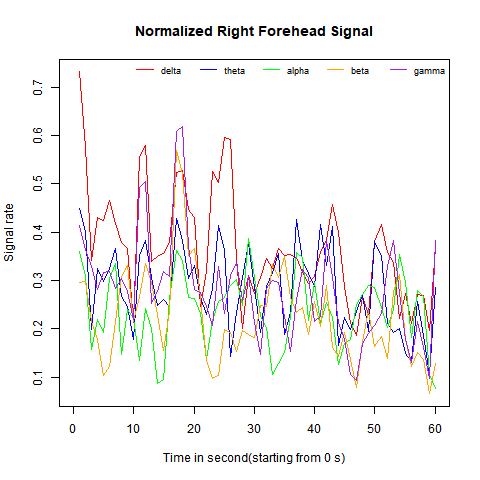 Normalized Right Forehead Signal
delta theta alpha beta gamma
0.7
0.6
0.5
0.4
0.3
0.2
0.1
Signal rate
0 10 20 30 40 50 60
Time in second(starting from 0 s)